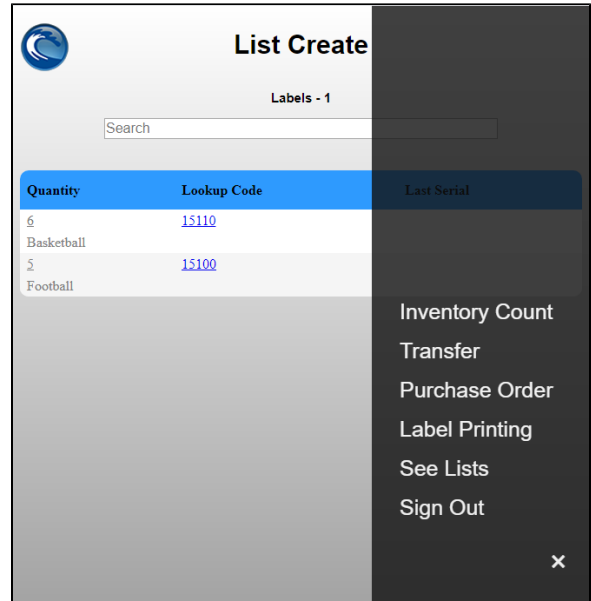 List Create
Labels - 1
Search
Quantity Lookup Code Last Serial
6 15110
Basketball
5 15100
Football
Inventory Count
Transfer
Purchase Order
Label Printing
See Lists
Sign Out
×